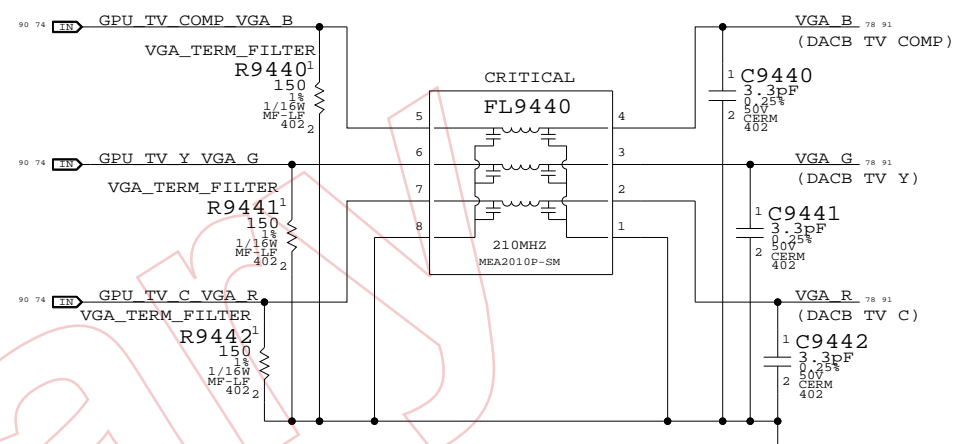 90 74 IN GPU_TV_COMP_VGA_B
VGA_TERM_FILTER
R9440 1
150
1%
1/16W
MF-LF
402 2
CRITICAL
FL9440
5 4
6 3
7 2
8 1
210MHZ
MEA2010P-SM
VGA_B 78 91
(DACB TV COMP)
1 C9440
3.3pF
0.25%
50V
2 CERM
402
90 74 IN GPU_TV_Y_VGA_G
VGA_TERM_FILTER
R9441 1
150
1%
1/16W
MF-LF
402 2
VGA_G 78 91
(DACB TV Y)
1 C9441
3.3pF
0.25%
50V
2 CERM
402
90 74 IN GPU_TV_C_VGA_R
VGA_TERM_FILTER
R9442 1
150
1%
1/16W
MF-LF
402 2
VGA_R 78 91
(DACB TV C)
1 C9442
3.3pF
0.25%
50V
2 CERM
402